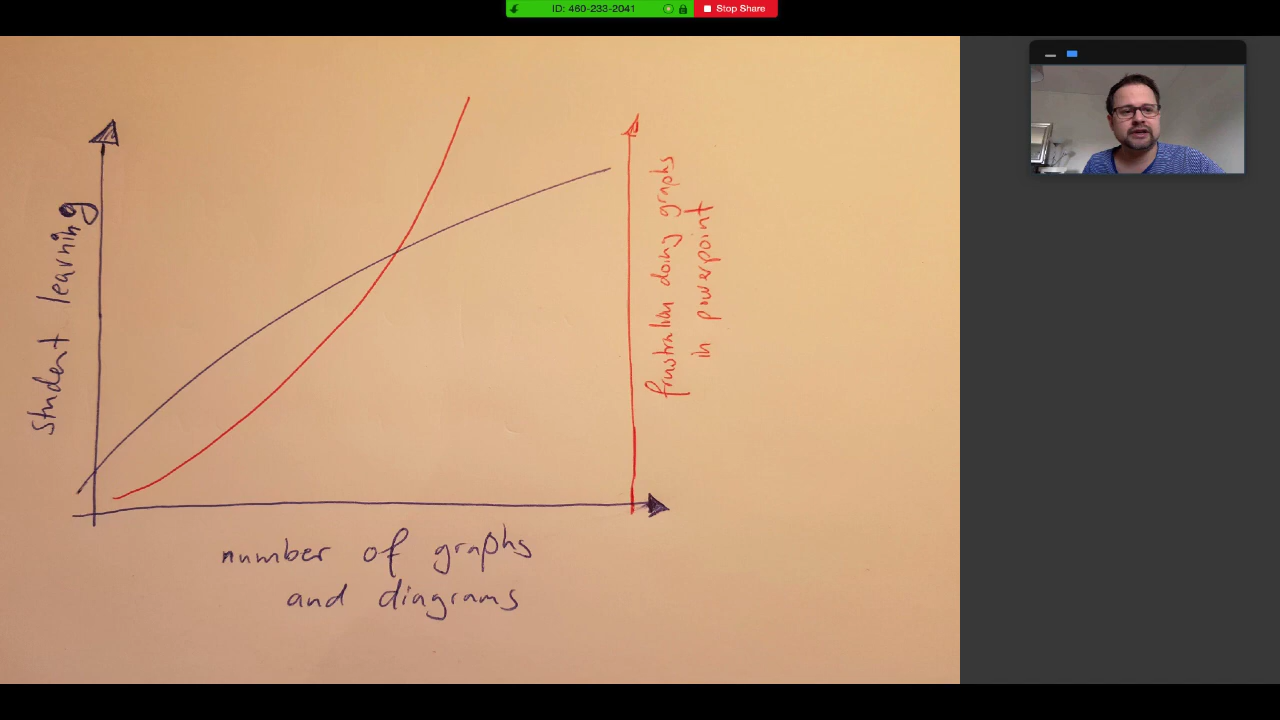 ID: 460-233-2041
Stop Share
student learning
frustration doing graphs
in powerpoint
number of graphs
and diagrams